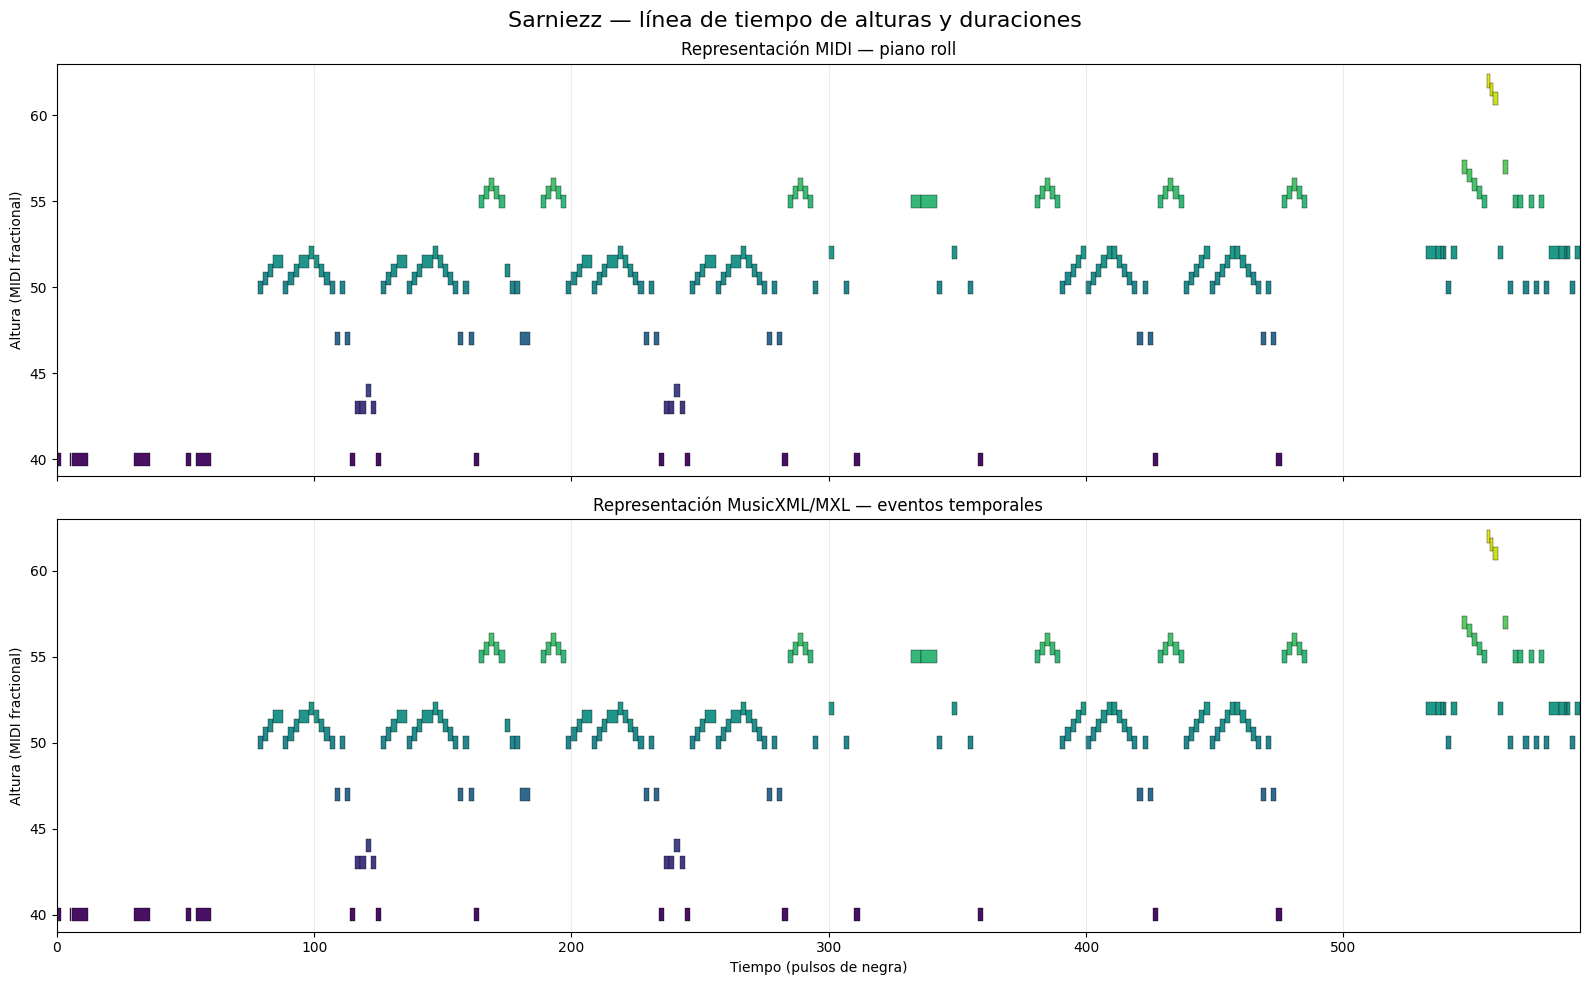 Sarniezz — línea de tiempo de alturas y duraciones
Representación MIDI — piano roll
Altura (MIDI fractional)
60
55
50
45
40
Representación MusicXML/MXL — eventos temporales
Altura (MIDI fractional)
60
55
50
45
40
0 100 200 300 400 500
Tiempo (pulsos de negra)